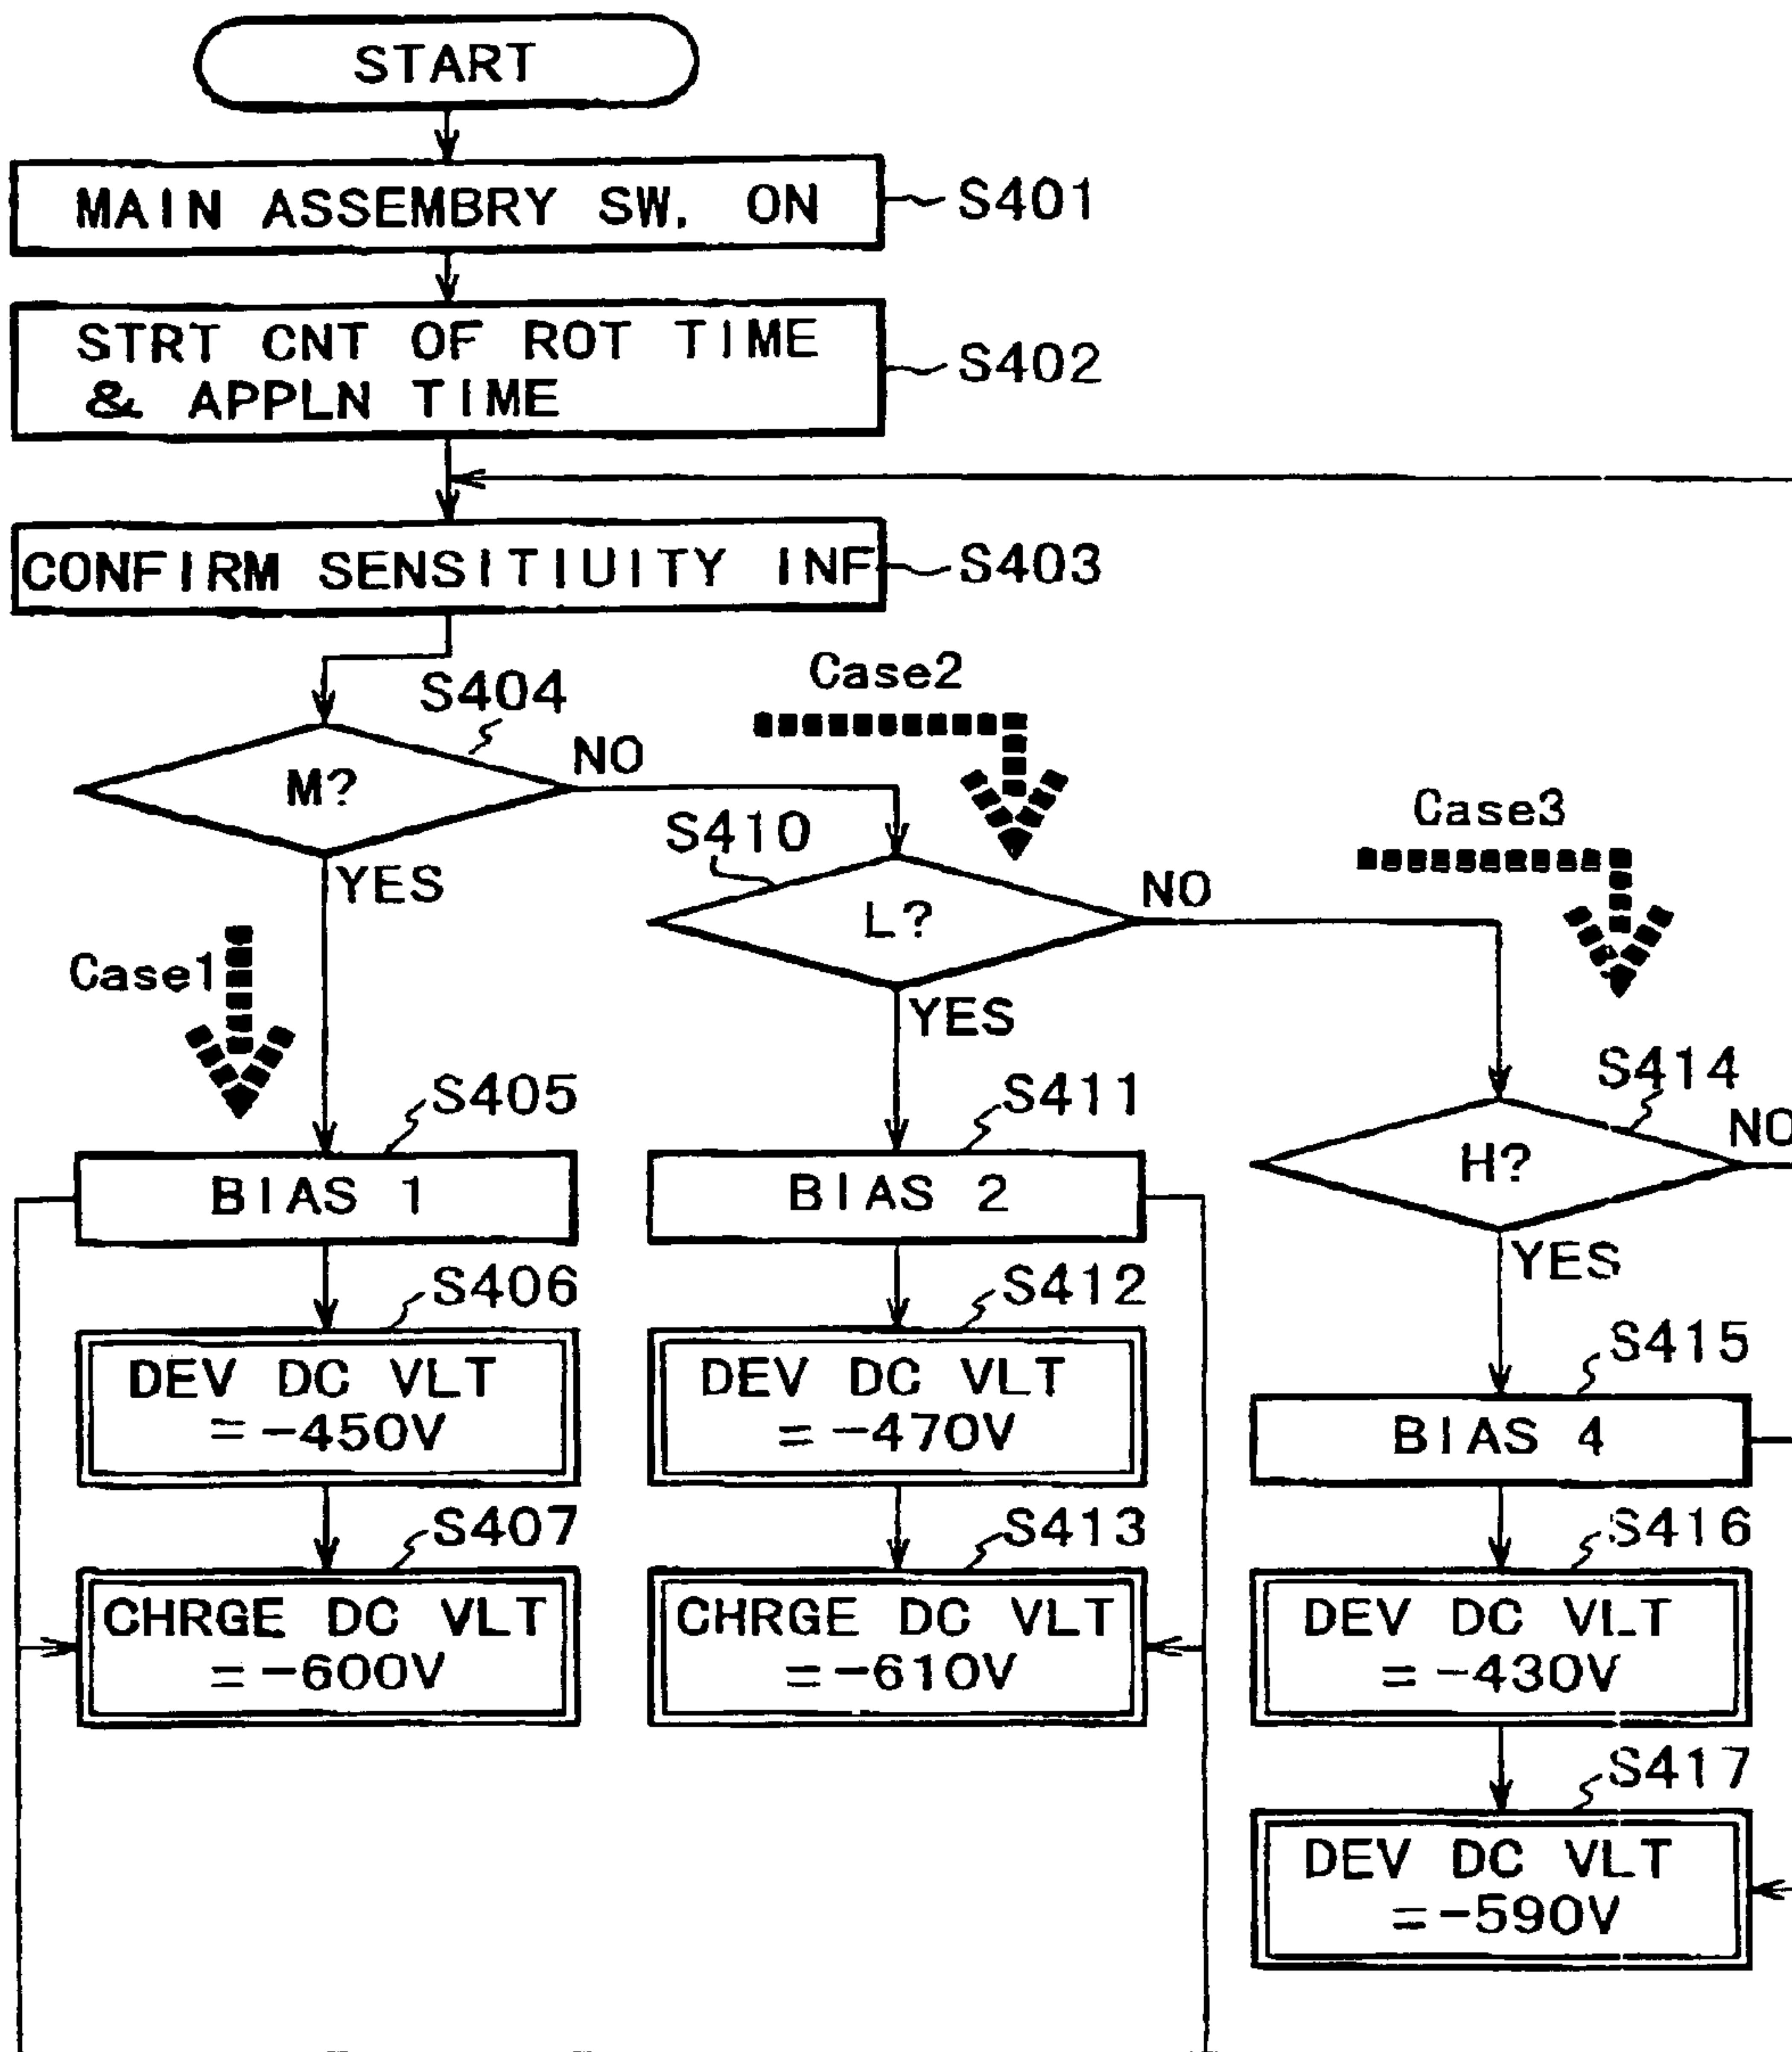 START
MAIN ASSEMBRY SW. ON
S401
STRT CNT OF ROT TIME
& APPLN TIME
S402
CONFIRM SENSITIUITY INF
S403
S404
M?
NO
YES
Case1
Case2
S410
L?
NO
YES
Case3
S414
H?
NO
YES
S405
BIAS 1
S406
DEV DC VLT
=-450V
S407
CHRGE DC VLT
=-600V
S411
BIAS 2
S412
DEV DC VLT
=-470V
S413
CHRGE DC VLT
=-610V
S415
BIAS 4
S416
DEV DC VLT
=-430V
S417
DEV DC VLT
=-590V